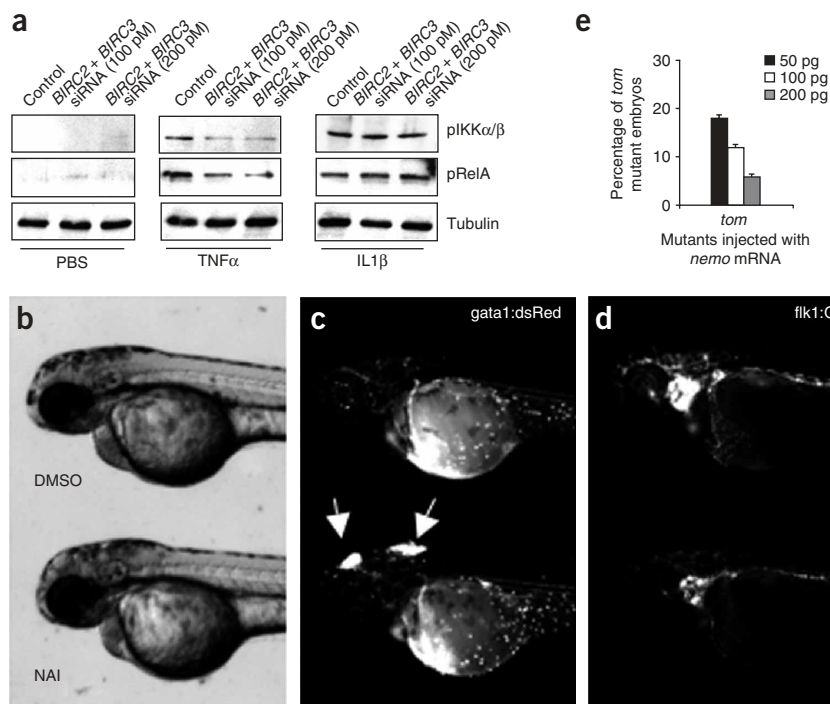 a
Control
BIRC2 + BIRC3
siRNA (100 pM)
BIRC2 + BIRC3
siRNA (200 pM)
Control
BIRC2 + BIRC3
siRNA (100 pM)
BIRC2 + BIRC3
siRNA (200 pM)
Control
BIRC2 + BIRC3
siRNA (100 pM)
BIRC2 + BIRC3
siRNA (200 pM)
pIKKα/β
pRelA
Tubulin
PBS
TNFα
IL1β
e
50 pg
100 pg
200 pg
Percentage of tom
mutant embryos
30
20
10
0
tom
Mutants injected with
nemo mRNA
b
DMSO
NAI
c
gata1:dsRed
d
flk1: